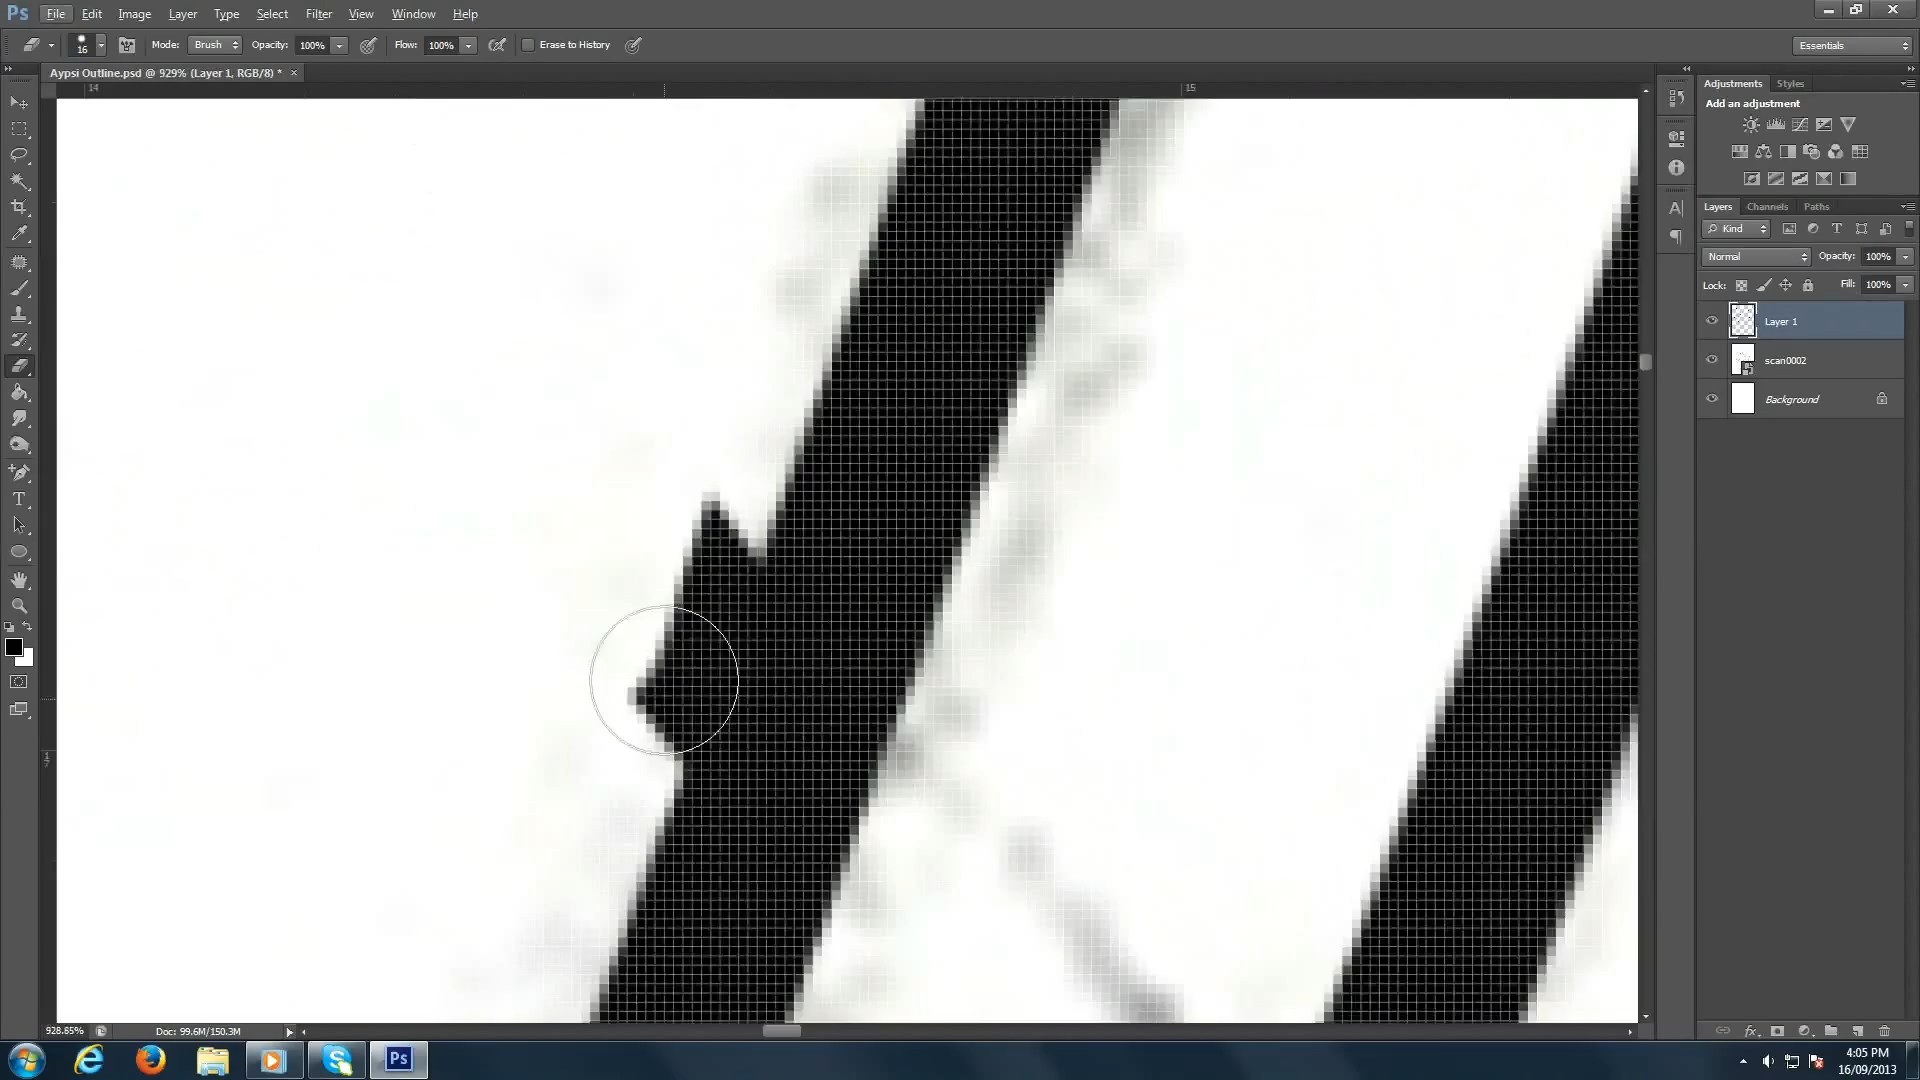 Ps File Edit Image Layer Type Select Filter View Window Help
16 Mode: Brush Opacity: 100% Flow: 100% Erase to History Essentials
Aypsi Outline.psd @ 929% (Layer 1, RGB/8) * ×
14 15
Adjustments Styles
Add an adjustment
Layers Channels Paths
Kind
Normal Opacity: 100%
Lock: Fill: 100%
Layer 1
scan0002
Background
928.85% Doc: 99.6M/150.3M
4:05 PM
16/09/2013